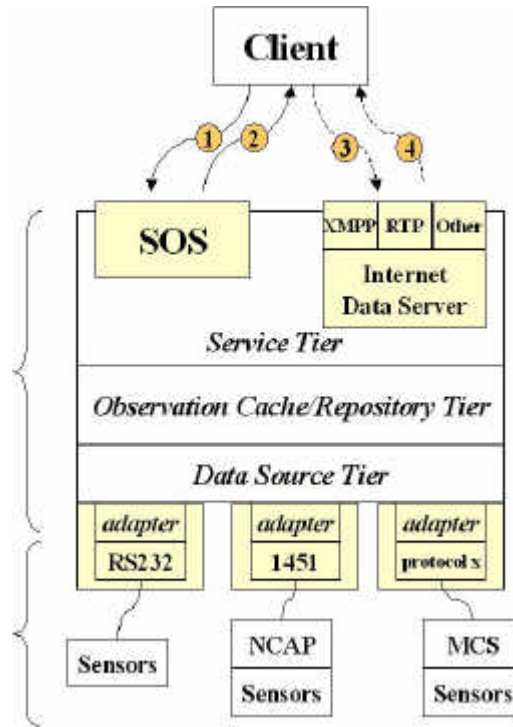 Client
1 2 3 4
SOS
XMPP RTP Other
Internet
Data Server
Service Tier
Observation Cache/Repository Tier
Data Source Tier
adapter adapter adapter
RS232 1451 protocol x
Sensors
NCAP MCS
Sensors Sensors